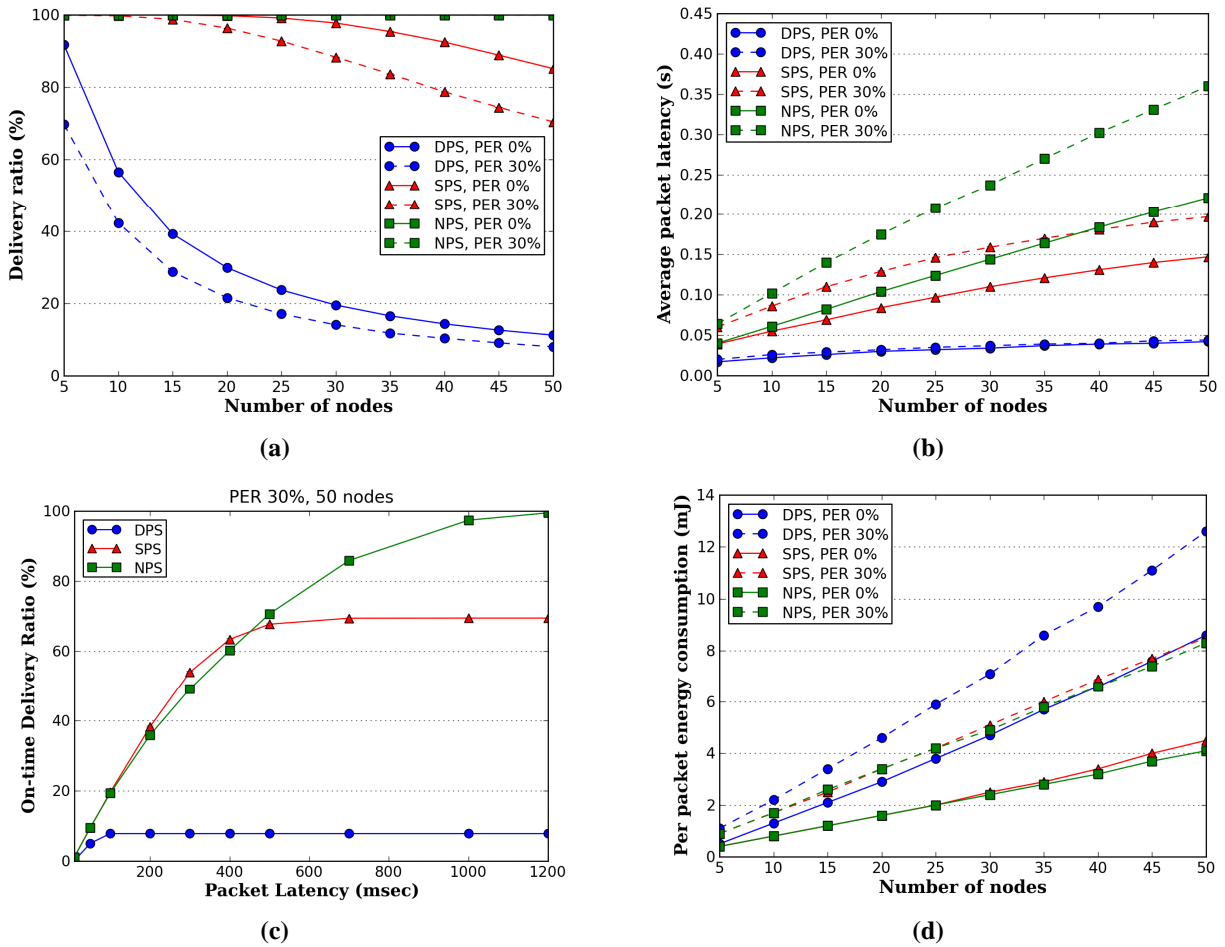 100
80
60
40
20
0
5 10 15 20 25 30 35 40 45 50
Delivery ratio (%)
Number of nodes
DPS, PER 0%
DPS, PER 30%
SPS, PER 0%
SPS, PER 30%
NPS, PER 0%
NPS, PER 30%
(a)
0.45
0.40
0.35
0.30
0.25
0.20
0.15
0.10
0.05
0.00
5 10 15 20 25 30 35 40 45 50
Average packet latency (s)
Number of nodes
DPS, PER 0%
DPS, PER 30%
SPS, PER 0%
SPS, PER 30%
NPS, PER 0%
NPS, PER 30%
(b)
PER 30%, 50 nodes
100
80
60
40
20
0
200 400 600 800 1000 1200
On-time Delivery Ratio (%)
Packet Latency (msec)
DPS
SPS
NPS
(c)
14
12
10
8
6
4
2
0
5 10 15 20 25 30 35 40 45 50
Per packet energy consumption (mJ)
Number of nodes
DPS, PER 0%
DPS, PER 30%
SPS, PER 0%
SPS, PER 30%
NPS, PER 0%
NPS, PER 30%
(d)